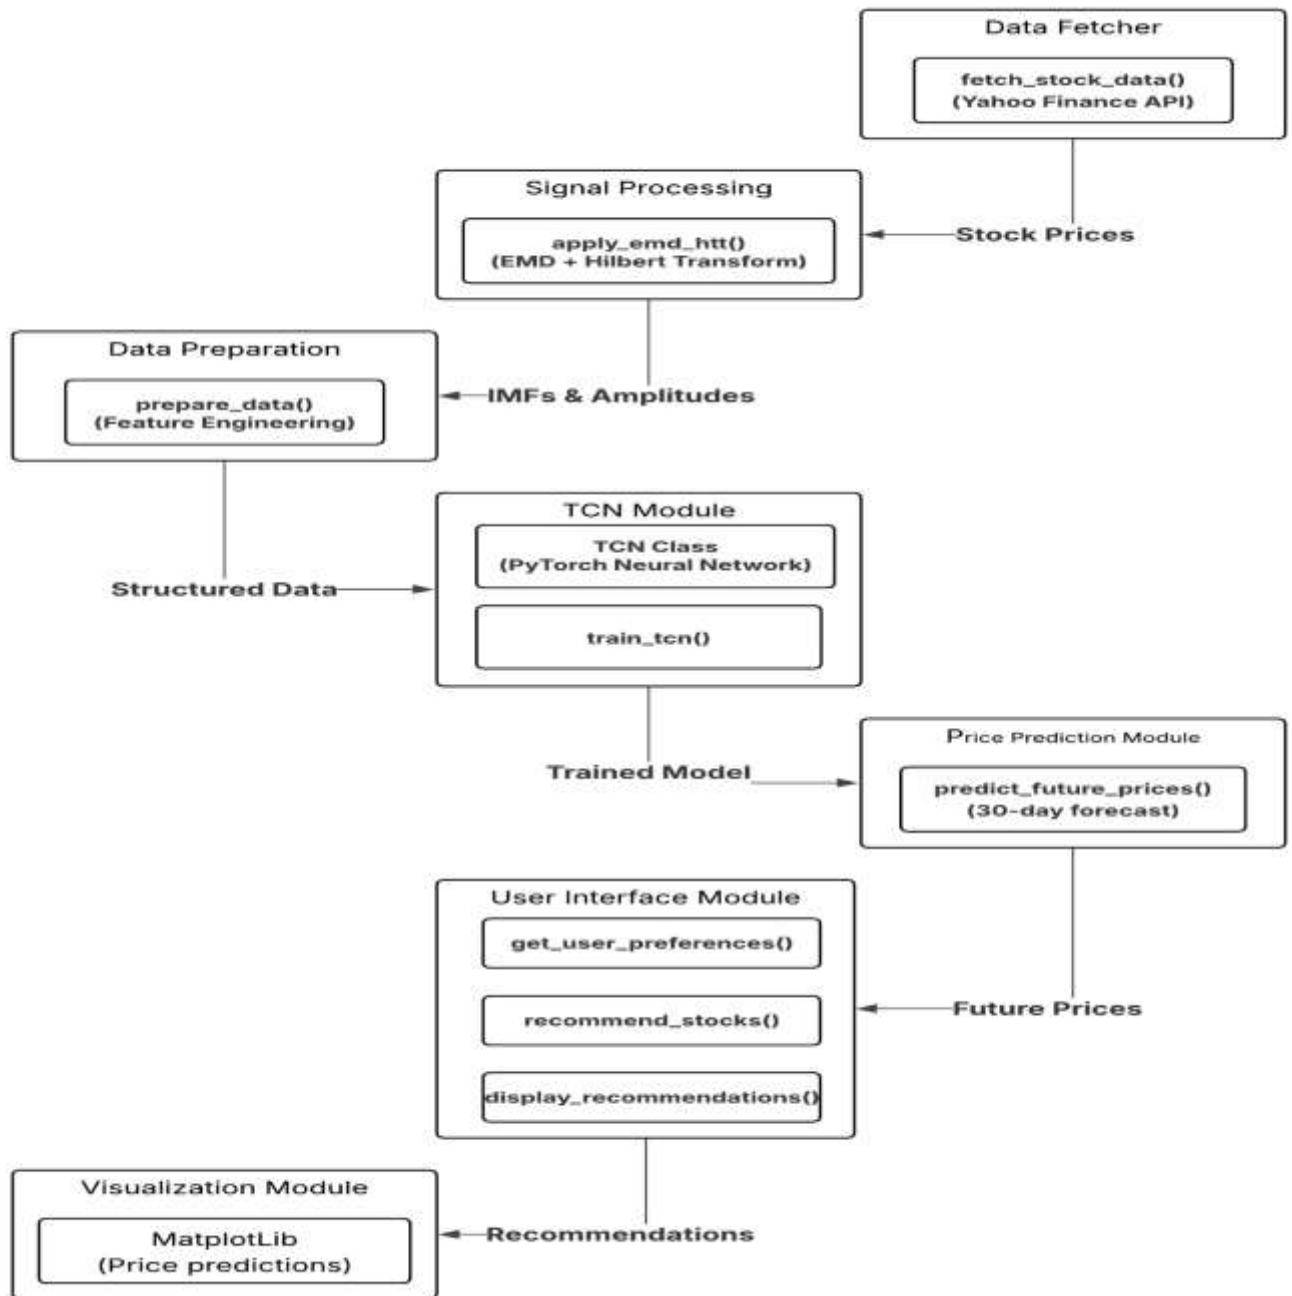 Data Fetcher
fetch_stock_data()
(Yahoo Finance API)
Signal Processing
apply_emd_htt()
(EMD + Hilbert Transform)
Stock Prices
Data Preparation
prepare_data()
(Feature Engineering)
IMFs & Amplitudes
TCN Module
TCN Class
(PyTorch Neural Network)
Structured Data
train_tcn()
Trained Model
Price Prediction Module
predict_future_prices()
(30-day forecast)
User Interface Module
get_user_preferences()
recommend_stocks()
Future Prices
display_recommendations()
Visualization Module
MatplotLib
(Price predictions)
Recommendations